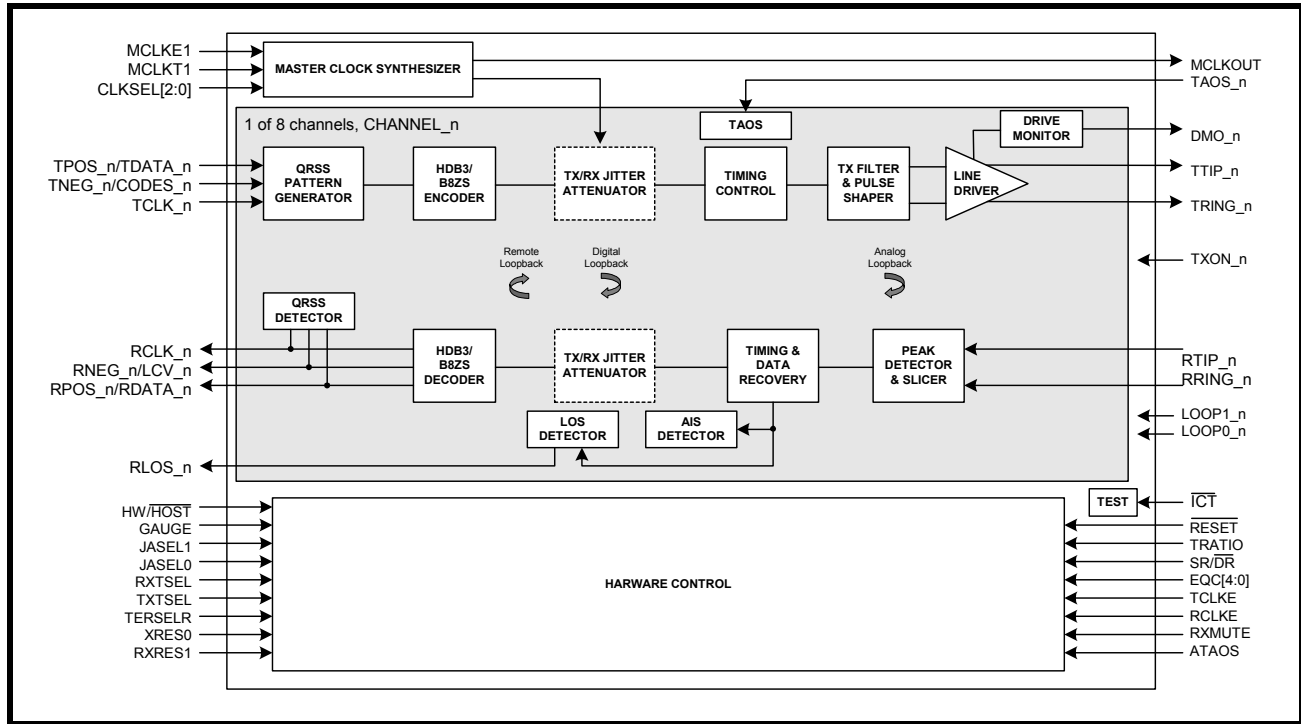 MCLKE1
MCLKT1
CLKSEL[2:0]
MASTER CLOCK SYNTHESIZER
MCLKOUT
TAOS_n
1 of 8 channels, CHANNEL_n
TAOS
DRIVE
MONITOR
DMO_n
TPOS_n/TDATA_n
TNEG_n/CODES_n
TCLK_n
QRSS
PATTERN
GENERATOR
HDB3/
B8ZS
ENCODER
TX/RX JITTER
ATTENUATOR
TIMING
CONTROL
TX FILTER
& PULSE
SHAPER
LINE
DRIVER
TTIP_n
TRING_n
TXON_n
Remote
Loopback
Digital
Loopback
Analog
Loopback
QRSS
DETECTOR
RCLK_n
RNEG_n/LCV_n
RPOS_n/RDATA_n
HDB3/
B8ZS
DECODER
TX/RX JITTER
ATTENUATOR
TIMING &
DATA
RECOVERY
PEAK
DETECTOR
& SLICER
RTIP_n
RRING_n
LOS
DETECTOR
AIS
DETECTOR
LOOP1_n
LOOP0_n
RLOS_n
TEST
ICT
HW/HOST
GAUGE
JASEL1
JASEL0
RXTSEL
TXTSEL
TERSELR
XRES0
RXRES1
HARWARE CONTROL
RESET
TRATIO
SR/DR
EQC[4:0]
TCLKE
RCLKE
RXMUTE
ATAOS